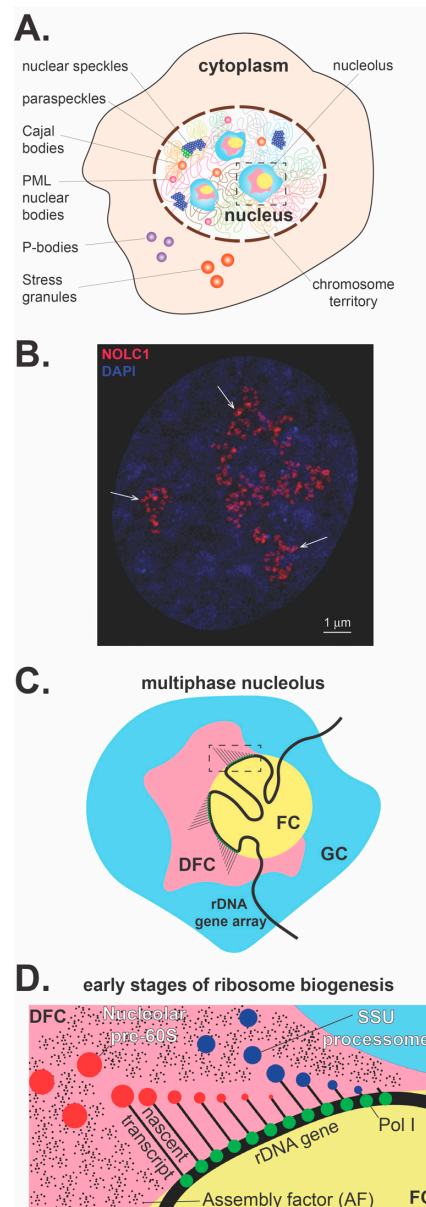 A.
cytoplasm
nuclear speckles
nucleolus
paraspeckles
Cajal
bodies
PML
nuclear
bodies
nucleus
P-bodies
Stress
granules
chromosome
territory
B.
NOLC1
DAPI
1 μm
C.
multiphase nucleolus
FC
DFC
GC
rDNA
gene array
D.
early stages of ribosome biogenesis
DFC
Nucleolar
pre-60S
SSU
processome
nascent
transcript
rDNA gene
Pol I
Assembly factor (AF)
FC